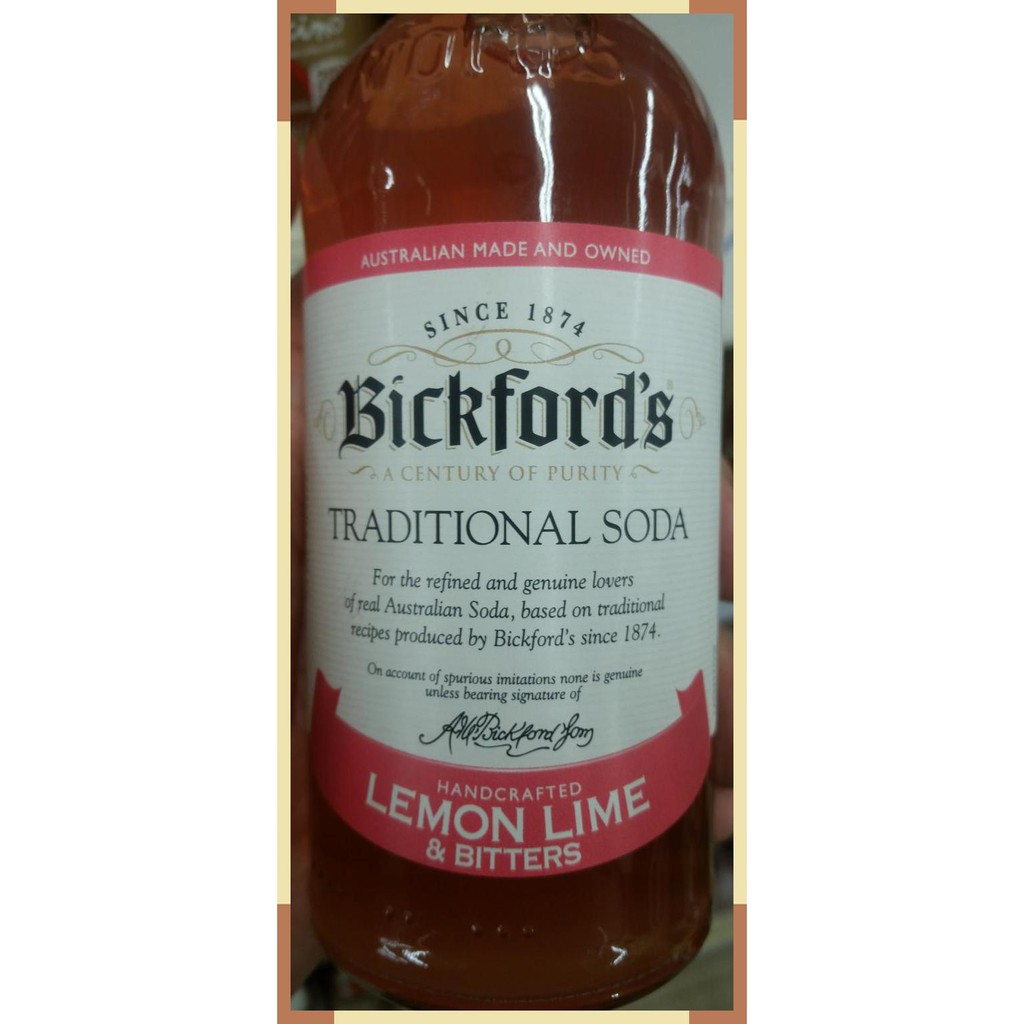 AUSTRALIAN MADE AND OWNED
SINCE 1874
Bickford's
A CENTURY OF PURITY
TRADITIONAL SODA
For the refined and genuine lovers
of real Australian Soda, based on traditional
recipes produced by Bickford's since 1874.
On account of spurious imitations none is genuine
unless bearing signature of
HANDCRAFTED
LEMON LIME
& BITTERS